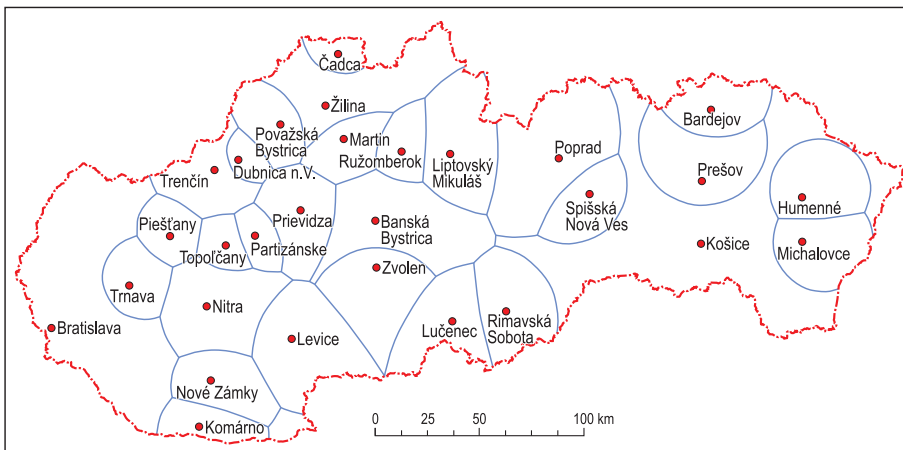 Čadca
Žilina
Bardejov
Považská
Bystrica
Martin
Ružomberok
Poprad
Liptovský
Mikuláš
Dubnica n.V.
Trenčín
Prešov
Spišská
Nová Ves
Humenné
Prievidza
Banská
Bystrica
Piešťany
Topoľčany
Partizánske
Košice
Michalovce
Zvolen
Trnava
Nitra
Bratislava
Levice
Lučenec
Rimavská
Sobota
Nové Zámky
Komárno
0 25 50 100 km